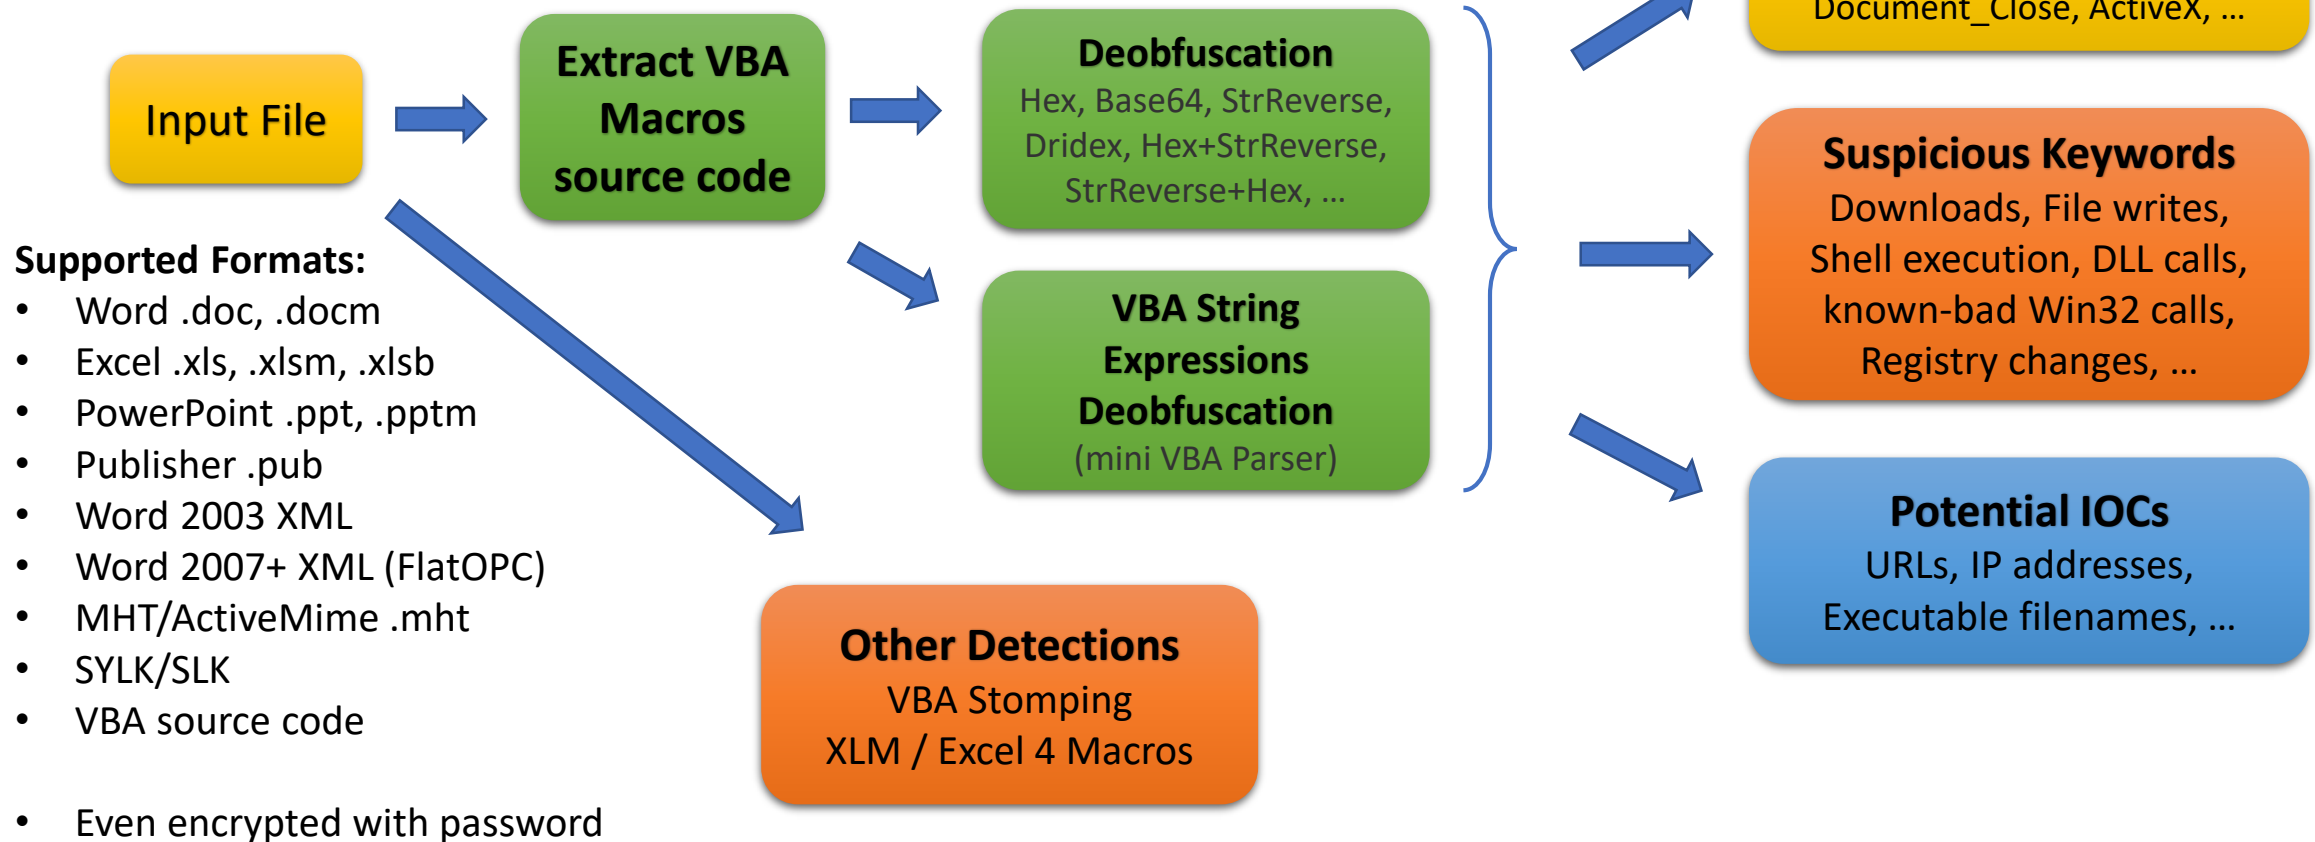 Input File
Supported Formats:
• Word .doc, .docm
• Excel .xls, .xlsm, .xlsb
• PowerPoint .ppt, .pptm
• Publisher .pub
• Word 2003 XML
• Word 2007+ XML (FlatOPC)
• MHT/ActiveMime .mht
• SYLK/SLK
• VBA source code
• Even encrypted with password
Extract VBA
Macros
source code
Deobfuscation
Hex, Base64, StrReverse,
Dridex, Hex+StrReverse,
StrReverse+Hex, ...
VBA String
Expressions
Deobfuscation
(mini VBA Parser)
Other Detections
VBA Stomping
XLM / Excel 4 Macros
Document_Close, ActiveX, ...
Suspicious Keywords
Downloads, File writes,
Shell execution, DLL calls,
known-bad Win32 calls,
Registry changes, ...
Potential IOCs
URLs, IP addresses,
Executable filenames, ...